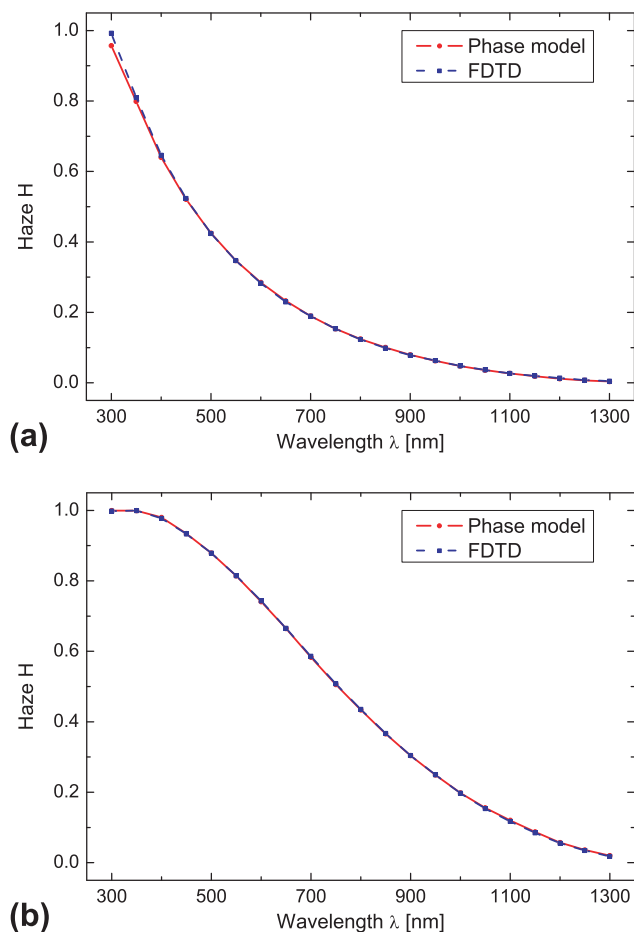 1.0
0.8
0.6
0.4
0.2
0.0
Haze H
Phase model
FDTD
300 500 700 900 1100 1300
Wavelength λ [nm]
(a)
1.0
0.8
0.6
0.4
0.2
0.0
Haze H
Phase model
FDTD
300 500 700 900 1100 1300
Wavelength λ [nm]
(b)